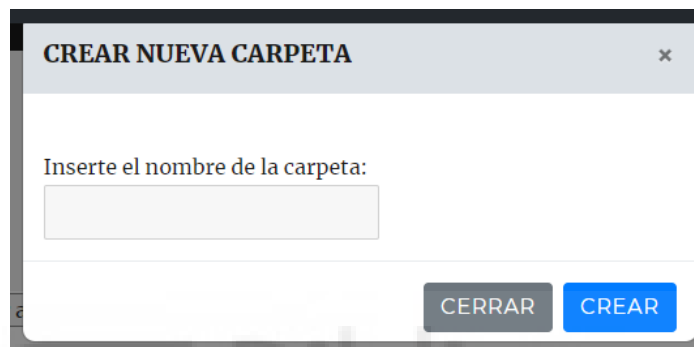 CREAR NUEVA CARPETA ×
Inserte el nombre de la carpeta:
CERRAR CREAR